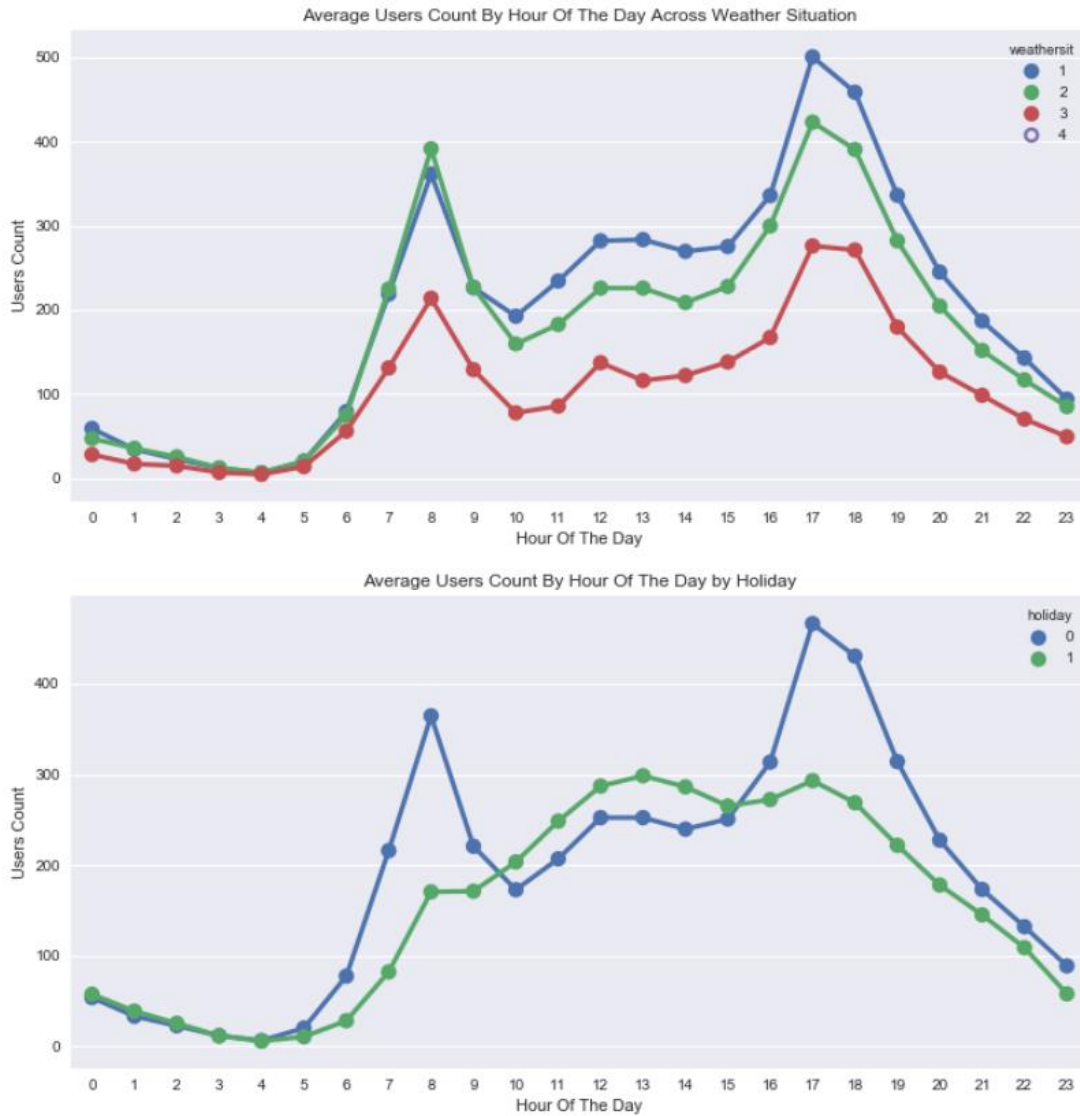 Average Users Count By Hour Of The Day Across Weather Situation
500
400
300
200
100
0
Users Count
weathersit
1
2
3
4
0 1 2 3 4 5 6 7 8 9 10 11 12 13 14 15 16 17 18 19 20 21 22 23
Hour Of The Day
Average Users Count By Hour Of The Day by Holiday
400
300
200
100
0
Users Count
holiday
0
1
0 1 2 3 4 5 6 7 8 9 10 11 12 13 14 15 16 17 18 19 20 21 22 23
Hour Of The Day